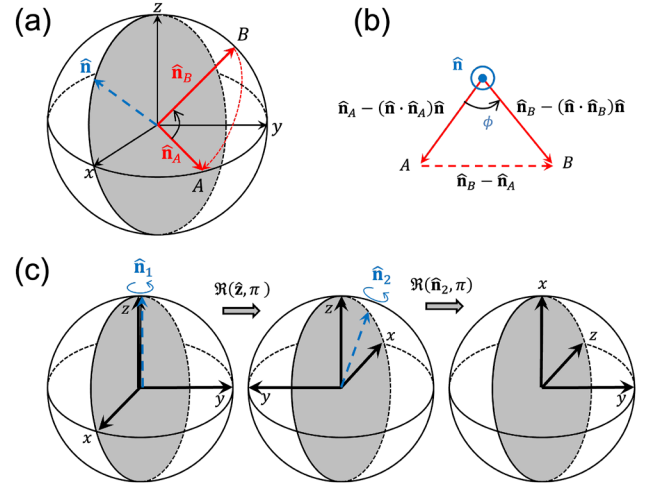 (a)
z
B
n̂
n̂_B
y
n̂_A
x
A
(b)
n̂
n̂_A − (n̂ · n̂_A)n̂
n̂_B − (n̂ · n̂_B)n̂
ϕ
A
B
n̂_B − n̂_A
(c)
n̂_1
ℜ(ẑ, π)
n̂_2
ℜ(n̂_2, π)
x
z
z
x
z
y
y
y
x